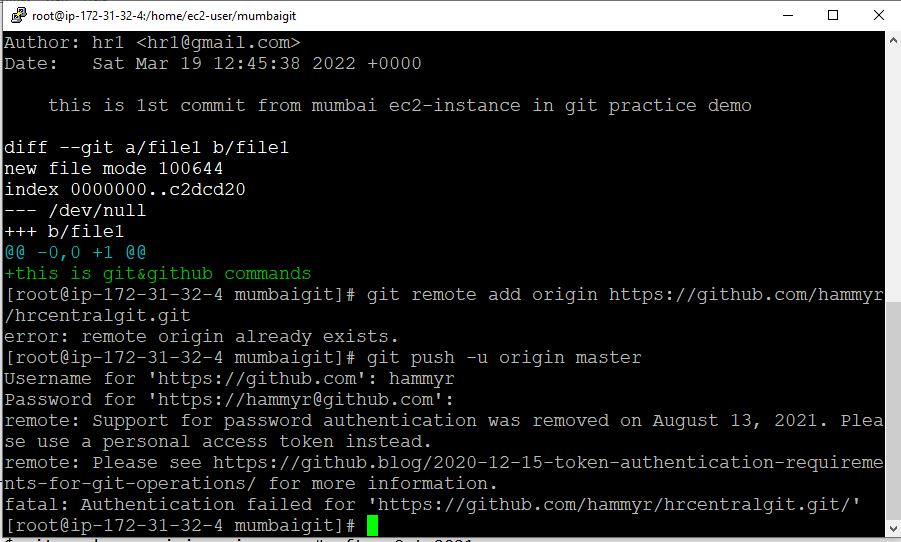 root@ip-172-31-32-4:/home/ec2-user/mumbaigit
Author: hr1 <hr1@gmail.com>
Date:   Sat Mar 19 12:45:38 2022 +0000
    this is 1st commit from mumbai ec2-instance in git practice demo
diff --git a/file1 b/file1
new file mode 100644
index 0000000..c2dcd20
--- /dev/null
+++ b/file1
@@ -0,0 +1 @@
+this is git&github commands
[root@ip-172-31-32-4 mumbaigit]# git remote add origin https://github.com/hammyr
/hrcentralgit.git
error: remote origin already exists.
[root@ip-172-31-32-4 mumbaigit]# git push -u origin master
Username for 'https://github.com': hammyr
Password for 'https://hammyr@github.com':
remote: Support for password authentication was removed on August 13, 2021. Plea
se use a personal access token instead.
remote: Please see https://github.blog/2020-12-15-token-authentication-requireme
nts-for-git-operations/ for more information.
fatal: Authentication failed for 'https://github.com/hammyr/hrcentralgit.git/'
[root@ip-172-31-32-4 mumbaigit]#